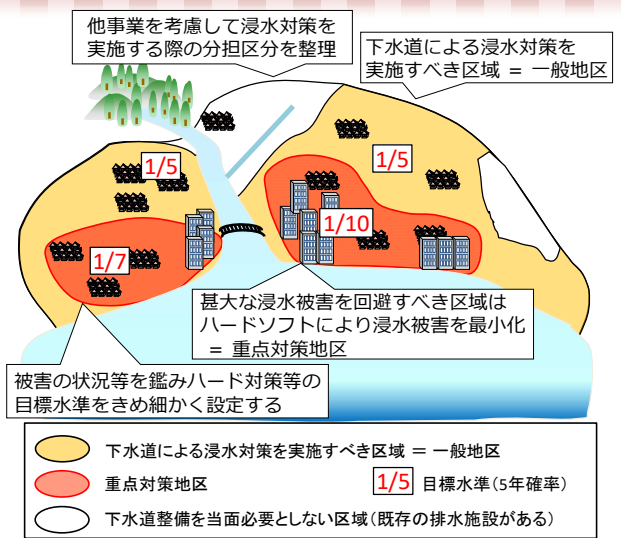 他事業を考慮して浸水対策を
実施する際の分担区分を整理
下水道による浸水対策を
実施すべき区域 = 一般地区
1/5
1/5
1/10
1/7
甚大な浸水被害を回避すべき区域は
ハードソフトにより浸水被害を最小化
= 重点対策地区
被害の状況等を鑑みハード対策等の
目標水準をきめ細かく設定する
下水道による浸水対策を実施すべき区域 = 一般地区
重点対策地区
1/5 目標水準(5年確率)
下水道整備を当面必要としない区域(既存の排水施設がある)